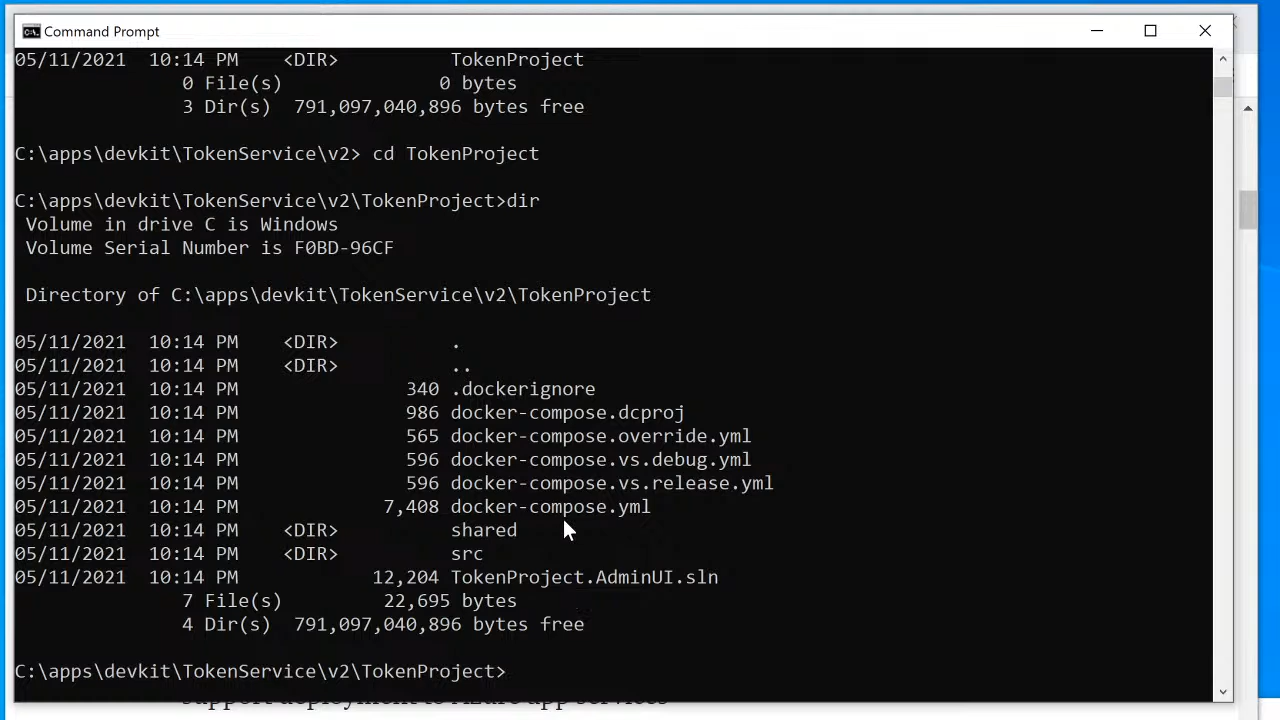 Command Prompt
05/11/2021  10:14 PM    <DIR>          TokenProject
               0 File(s)              0 bytes
               3 Dir(s)  791,097,040,896 bytes free
C:\apps\devkit\TokenService\v2> cd TokenProject
C:\apps\devkit\TokenService\v2\TokenProject>dir
 Volume in drive C is Windows
 Volume Serial Number is F0BD-96CF
 Directory of C:\apps\devkit\TokenService\v2\TokenProject
05/11/2021  10:14 PM    <DIR>          .
05/11/2021  10:14 PM    <DIR>          ..
05/11/2021  10:14 PM               340 .dockerignore
05/11/2021  10:14 PM               986 docker-compose.dcproj
05/11/2021  10:14 PM               565 docker-compose.override.yml
05/11/2021  10:14 PM               596 docker-compose.vs.debug.yml
05/11/2021  10:14 PM               596 docker-compose.vs.release.yml
05/11/2021  10:14 PM             7,408 docker-compose.yml
05/11/2021  10:14 PM    <DIR>          shared
05/11/2021  10:14 PM    <DIR>          src
05/11/2021  10:14 PM            12,204 TokenProject.AdminUI.sln
               7 File(s)         22,695 bytes
               4 Dir(s)  791,097,040,896 bytes free
C:\apps\devkit\TokenService\v2\TokenProject>
support deployment to Azure app services